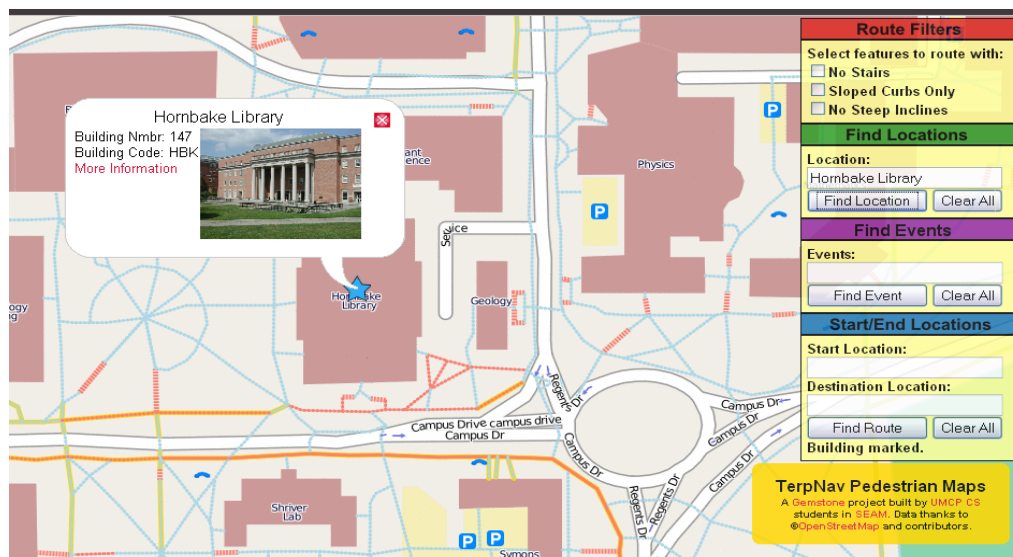 Hornbake Library
Building Nmbr: 147
Building Code: HBK
More Information
Physics
Service
Hornbake
Library
Geology
Regents Dr
Campus Drive campus drive
Campus Dr
Campus Dr
Campus Dr
Campus Dr
Campus Dr
Regents Dr
Regents Dr
Shriver
Lab
Symons
P
P
P
P
Route Filters
Select features to route with:
No Stairs
Sloped Curbs Only
No Steep Inclines
Find Locations
Location:
Hornbake Library
Find Location Clear All
Find Events
Events:
Find Event Clear All
Start/End Locations
Start Location:
Destination Location:
Find Route Clear All
Building marked.
TerpNav Pedestrian Maps
A Gemstone project built by UMCP CS
students in SEAM. Data thanks to
©OpenStreetMap and contributors.